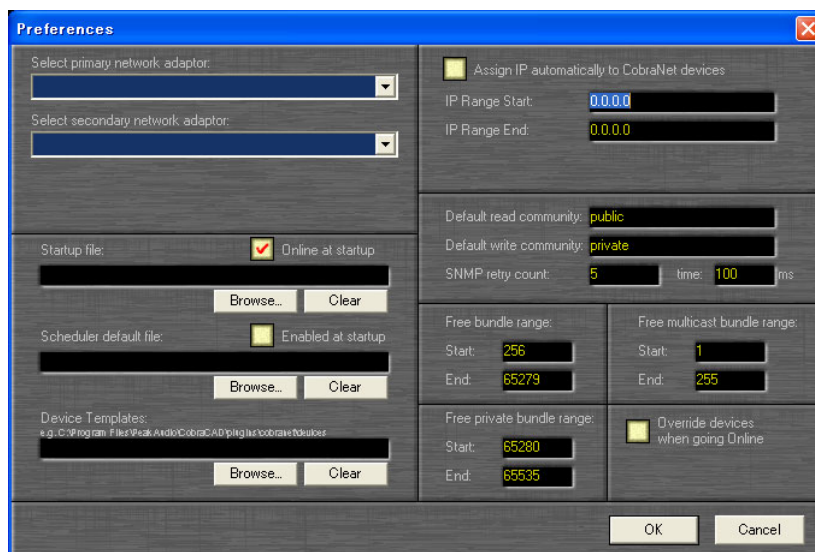 Preferences
Select primary network adaptor:
Select secondary network adaptor:
Assign IP automatically to CobraNet devices
IP Range Start: 0.0.0.0
IP Range End: 0.0.0.0
Default read community: public
Default write community: private
SNMP retry count: 5 time: 100 ms
Startup file: Online at startup
Browse... Clear
Scheduler default file: Enabled at startup
Browse... Clear
Device Templates:
e.g. C:\Program Files\Peak Audio\CobraCAD\plugins\cobranet\devices
Browse... Clear
Free bundle range:
Start: 256
End: 65279
Free multicast bundle range:
Start: 1
End: 255
Free private bundle range:
Start: 65280
End: 65535
Override devices
when going Online
OK Cancel